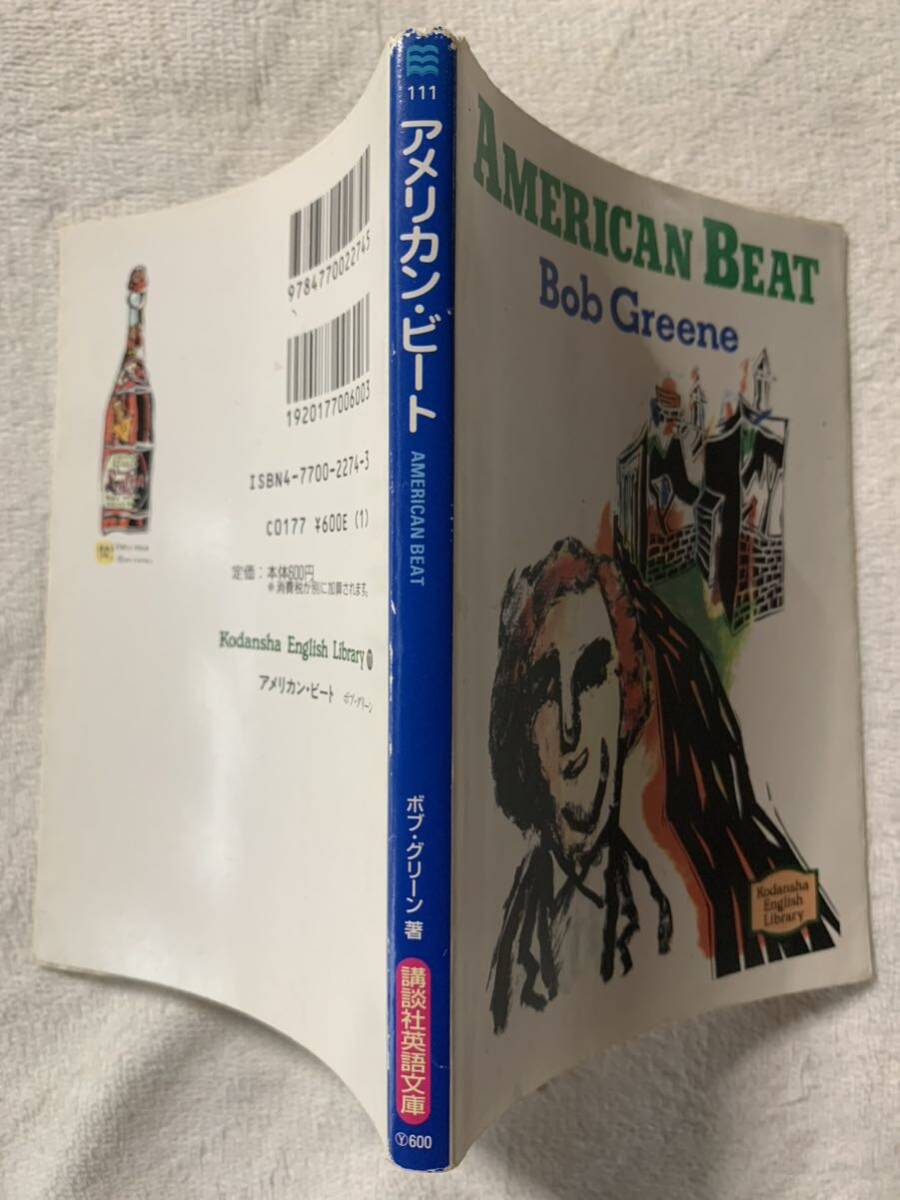 9784770022745
1920177006003
ISBN4-7700-2274-3
C0177 ¥600E (1)
定価：本体600円
※消費税が別に加算されます。
Kodansha English Library
アメリカン・ビート ボブ・グリーン
111
アメリカン・ビート
AMERICAN BEAT
ボブ・グリーン 著
講談社英語文庫
Ⓨ600
AMERICAN BEAT
Bob Greene
Kodansha
English
Library